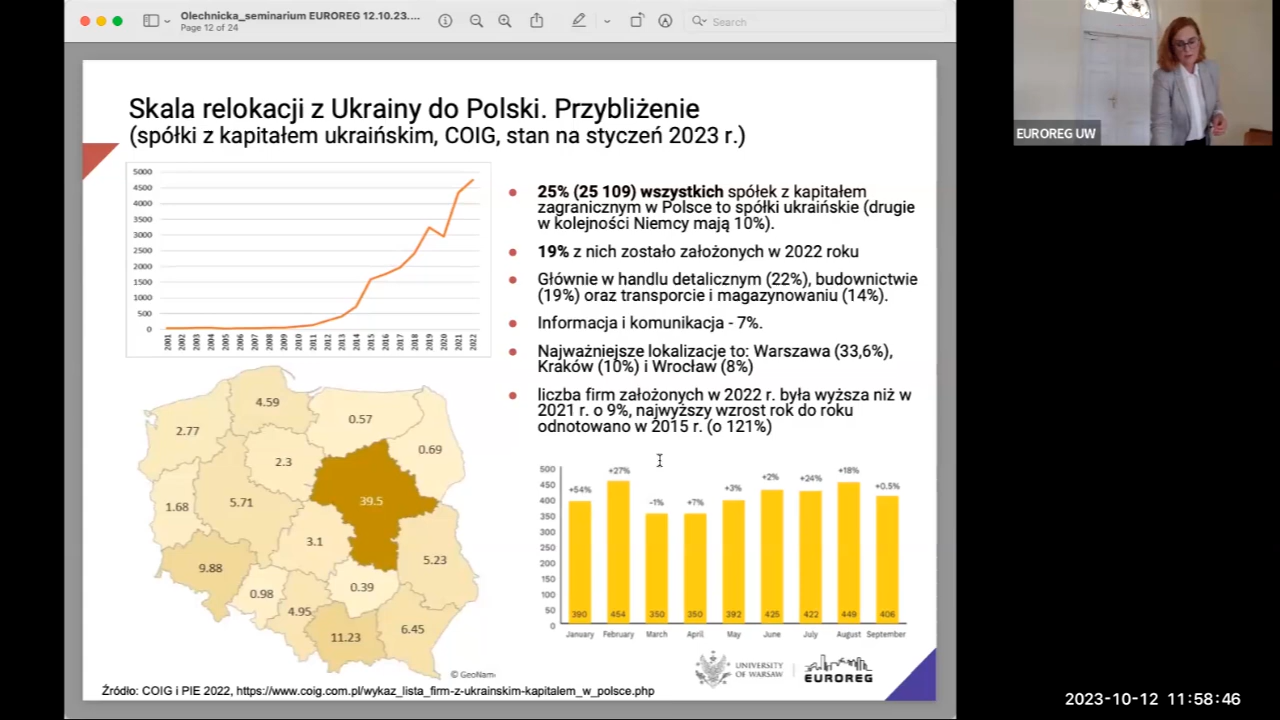 Olechnicka_seminarium EUROREG 12.10.23....
Page 12 of 24
Search
EUROREG UW
Skala relokacji z Ukrainy do Polski. Przybliżenie
(spółki z kapitałem ukraińskim, COIG, stan na styczeń 2023 r.)
5000
4500
4000
3500
3000
2500
2000
1500
1000
500
0
2001 2002 2003 2004 2005 2006 2007 2008 2009 2010 2011 2012 2013 2014 2015 2016 2017 2018 2019 2020 2021 2022
25% (25 109) wszystkich spółek z kapitałem
zagranicznym w Polsce to spółki ukraińskie (drugie
w kolejności Niemcy mają 10%).
19% z nich zostało założonych w 2022 roku
Głównie w handlu detalicznym (22%), budownictwie
(19%) oraz transporcie i magazynowaniu (14%).
Informacja i komunikacja - 7%.
Najważniejsze lokalizacje to: Warszawa (33,6%),
Kraków (10%) i Wrocław (8%)
liczba firm założonych w 2022 r. była wyższa niż w
2021 r. o 9%, najwyższy wzrost rok do roku
odnotowano w 2015 r. (o 121%)
4.59
0.57
2.77
0.69
2.3
39.5
5.71
1.68
3.1
5.23
9.88
0.39
0.98
4.95
6.45
11.23
© GeoNam
500
450
400
350
300
250
200
150
100
50
0
+54% +27% -1% +7% +3% +2% +24% +18% +0.5%
390 454 350 350 392 425 422 449 406
January February March April May June July August September
UNIVERSITY
OF WARSAW
EUROREG
Źródło: COIG i PIE 2022, https://www.coig.com.pl/wykaz_lista_firm-z-ukrainskim-kapitalem_w_polsce.php
2023-10-12 11:58:46